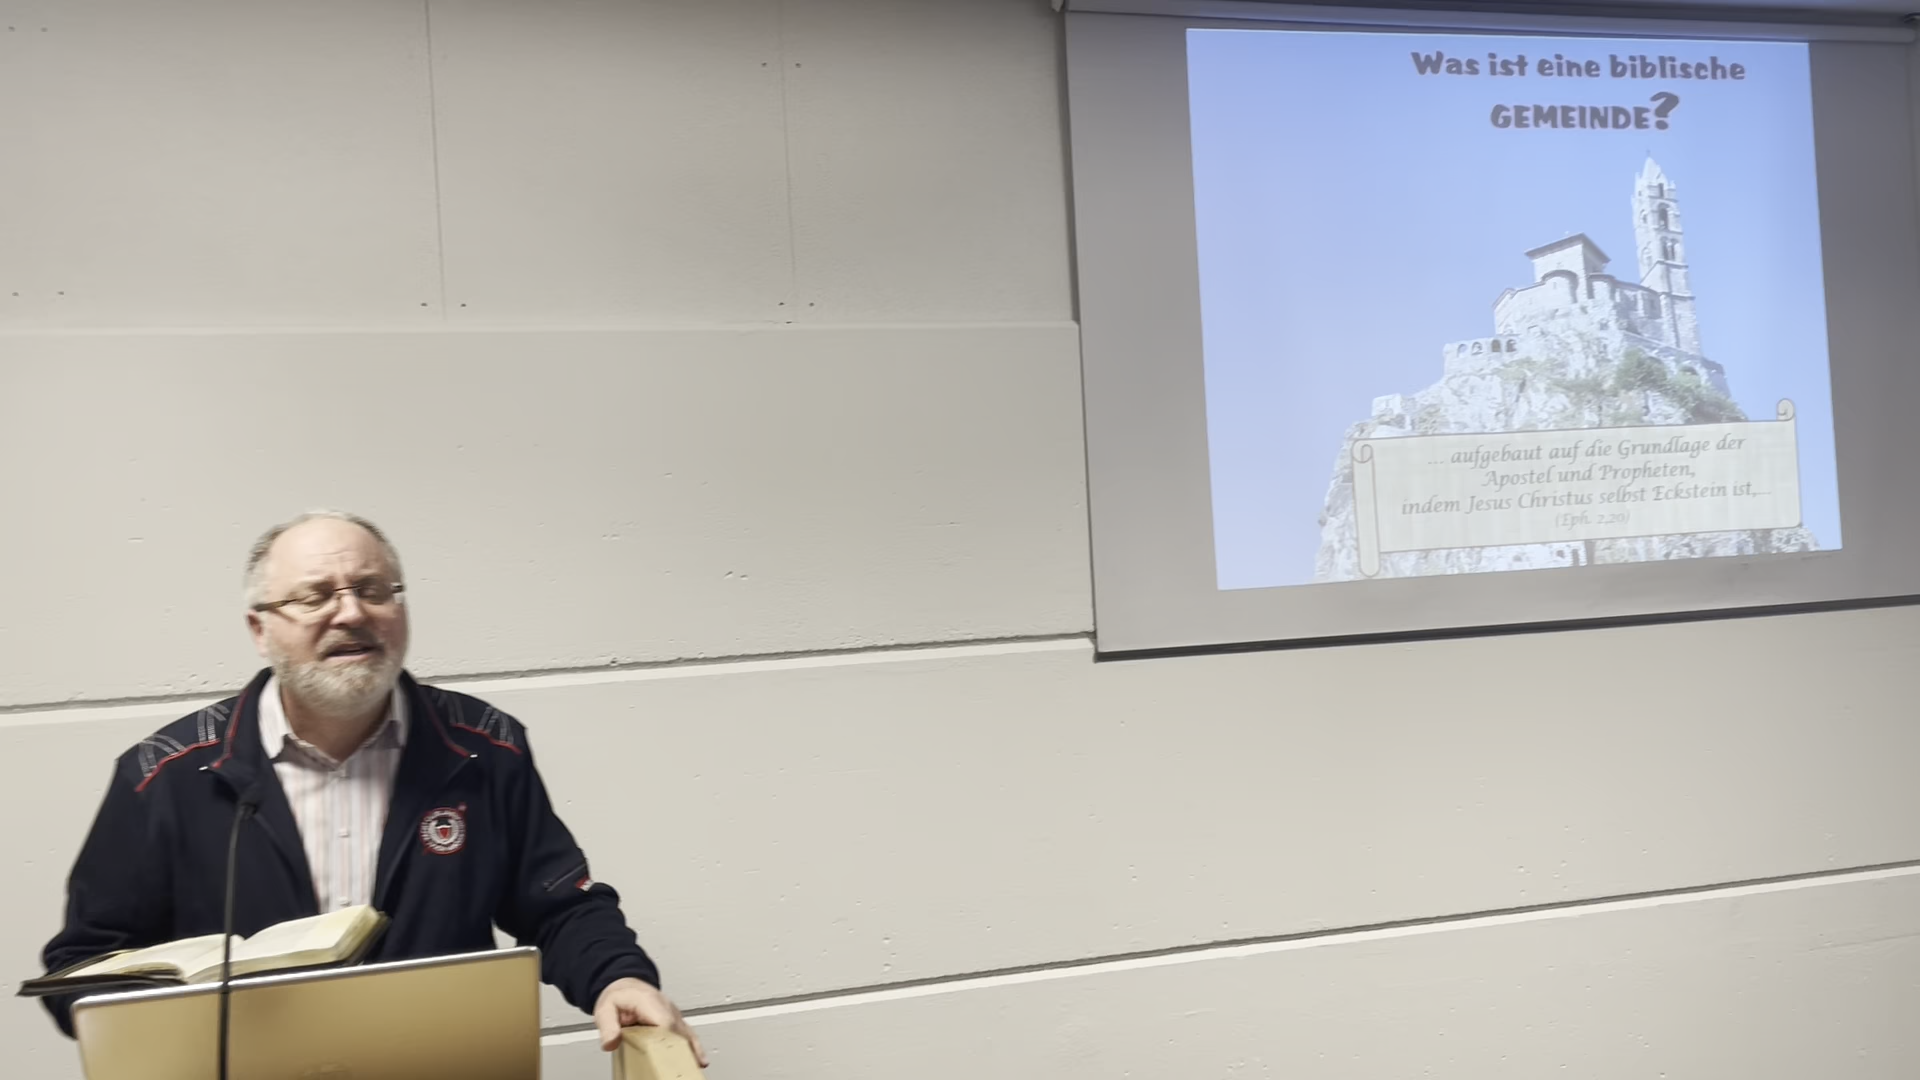 Was ist eine biblische
GEMEINDE?
... aufgebaut auf die Grundlage der
Apostel und Propheten,
indem Jesus Christus selbst Eckstein ist,...
(Eph. 2,20)